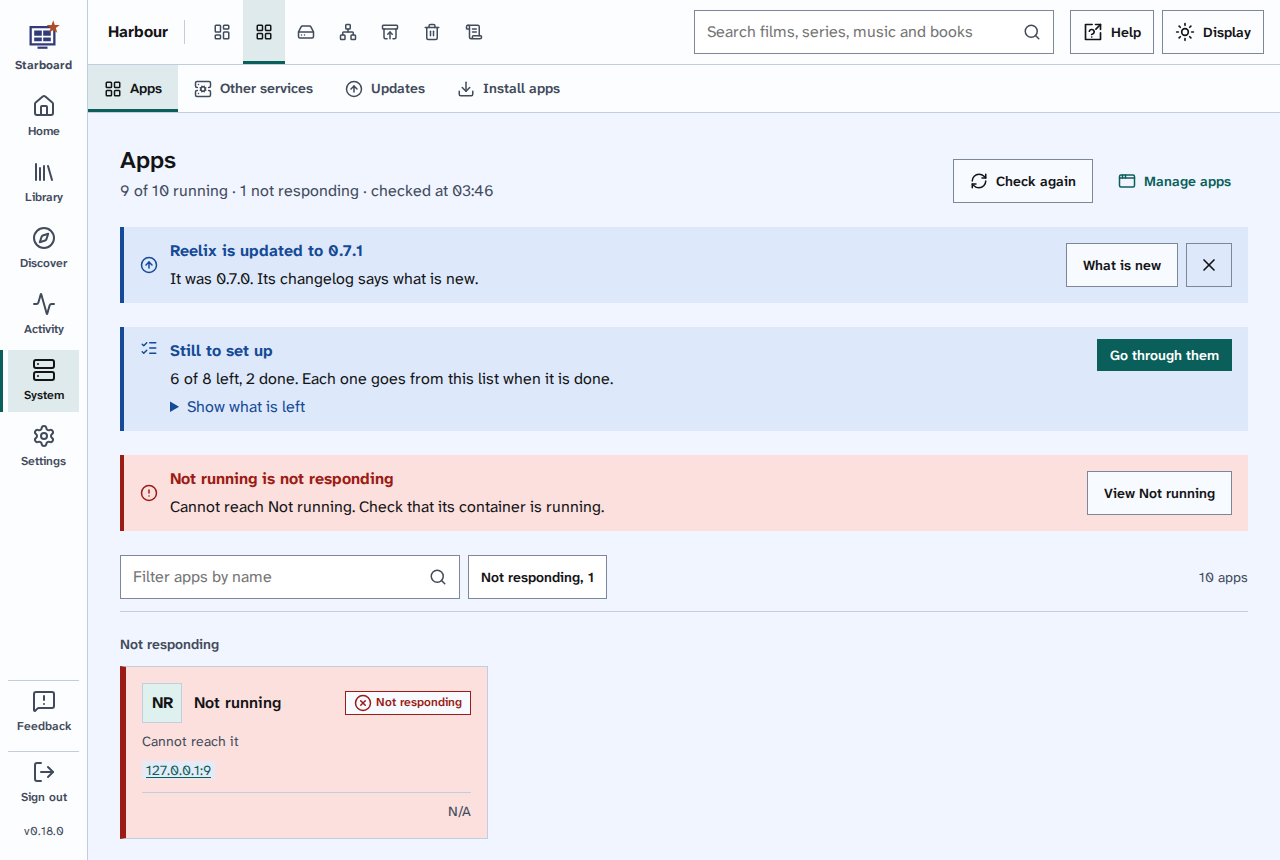 Starboard
Home
Library
Discover
Activity
System
Settings
Feedback
Sign out
v0.18.0
Harbour
Search films, series, music and books
Help
Display
Apps
Other services
Updates
Install apps
Apps
9 of 10 running · 1 not responding · checked at 03:46
Check again
Manage apps
Reelix is updated to 0.7.1
It was 0.7.0. Its changelog says what is new.
What is new
Still to set up
6 of 8 left, 2 done. Each one goes from this list when it is done.
Show what is left
Go through them
Not running is not responding
Cannot reach Not running. Check that its container is running.
View Not running
Filter apps by name
Not responding, 1
10 apps
Not responding
NR
Not running
Not responding
Cannot reach it
127.0.0.1:9
N/A